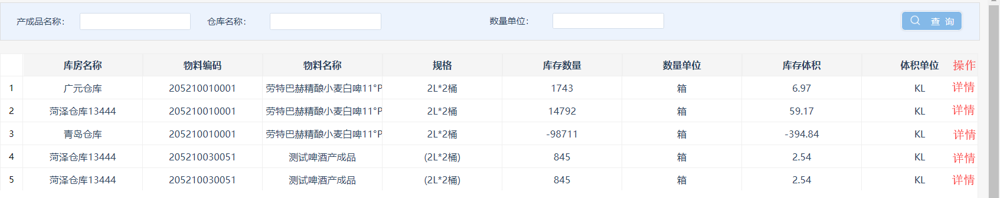 产成品名称： 仓库名称： 数量单位： 查 询
库房名称 物料编码 物料名称 规格 库存数量 数量单位 库存体积 体积单位 操作
1 广元仓库 205210010001 劳特巴赫精酿小麦白啤11°P 2L*2桶 1743 箱 6.97 KL 详情
2 菏泽仓库13444 205210010001 劳特巴赫精酿小麦白啤11°P 2L*2桶 14792 箱 59.17 KL 详情
3 青岛仓库 205210010001 劳特巴赫精酿小麦白啤11°P 2L*2桶 -98711 箱 -394.84 KL 详情
4 菏泽仓库13444 205210030051 测试啤酒产成品 (2L*2桶) 845 箱 2.54 KL 详情
5 菏泽仓库13444 205210030051 测试啤酒产成品 (2L*2桶) 845 箱 2.54 KL 详情